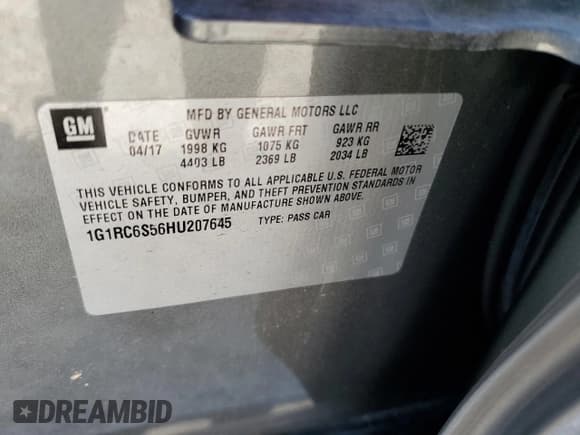 GM
MFD BY GENERAL MOTORS LLC
DATE GVWR GAWR FRT GAWR RR
04/17 1998 KG 1075 KG 923 KG
4403 LB 2369 LB 2034 LB
THIS VEHICLE CONFORMS TO ALL APPLICABLE U.S. FEDERAL MOTOR
VEHICLE SAFETY, BUMPER, AND THEFT PREVENTION STANDARDS IN
EFFECT ON THE DATE OF MANUFACTURE SHOWN ABOVE.
1G1RC6S56HU207645 TYPE: PASS CAR
DREAMBID